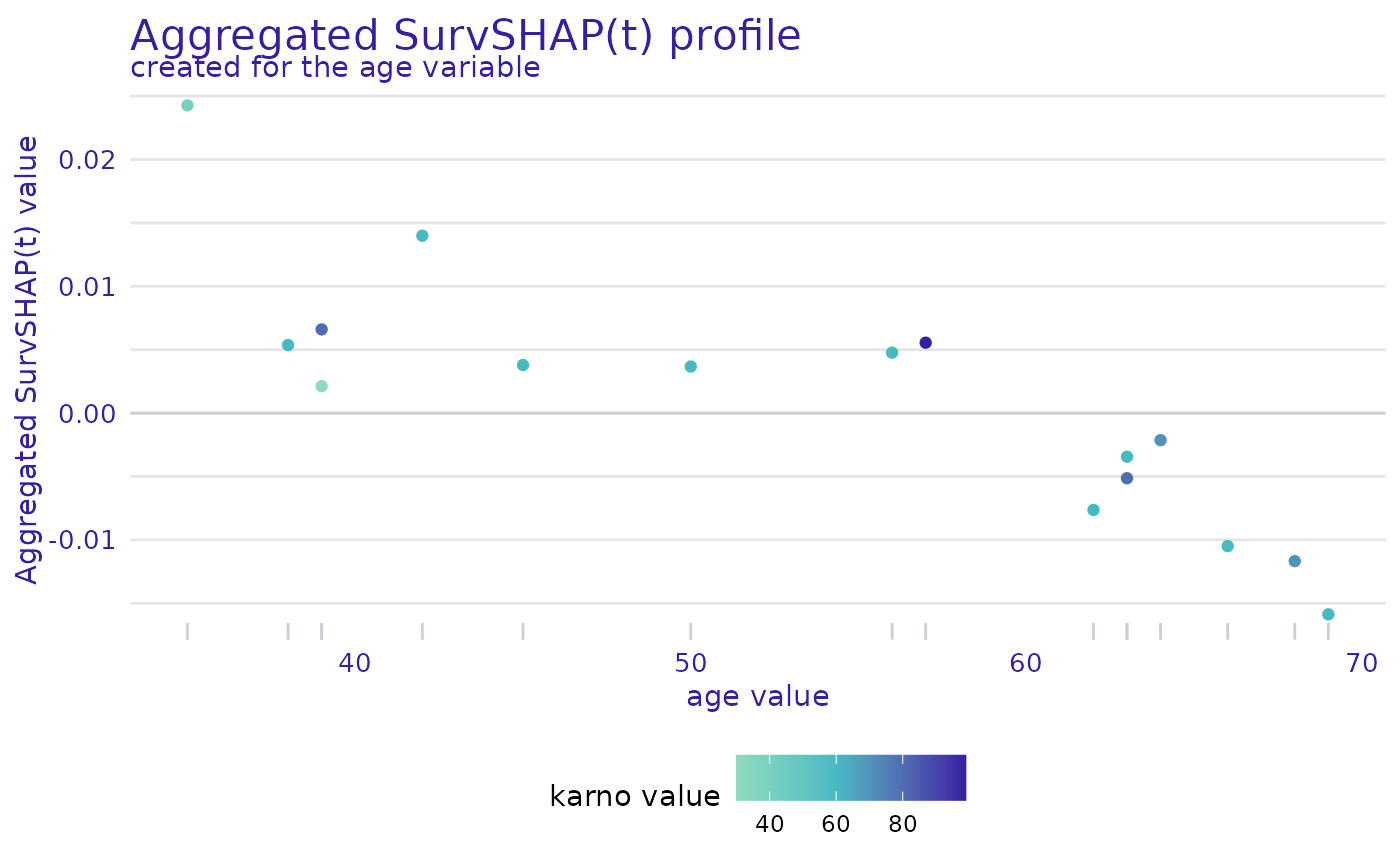 Aggregated SurvSHAP(t) profile
created for the age variable
Aggregated SurvSHAP(t) value
0.02
0.01
0.00
-0.01
40 50 60 70
age value
karno value
40 60 80